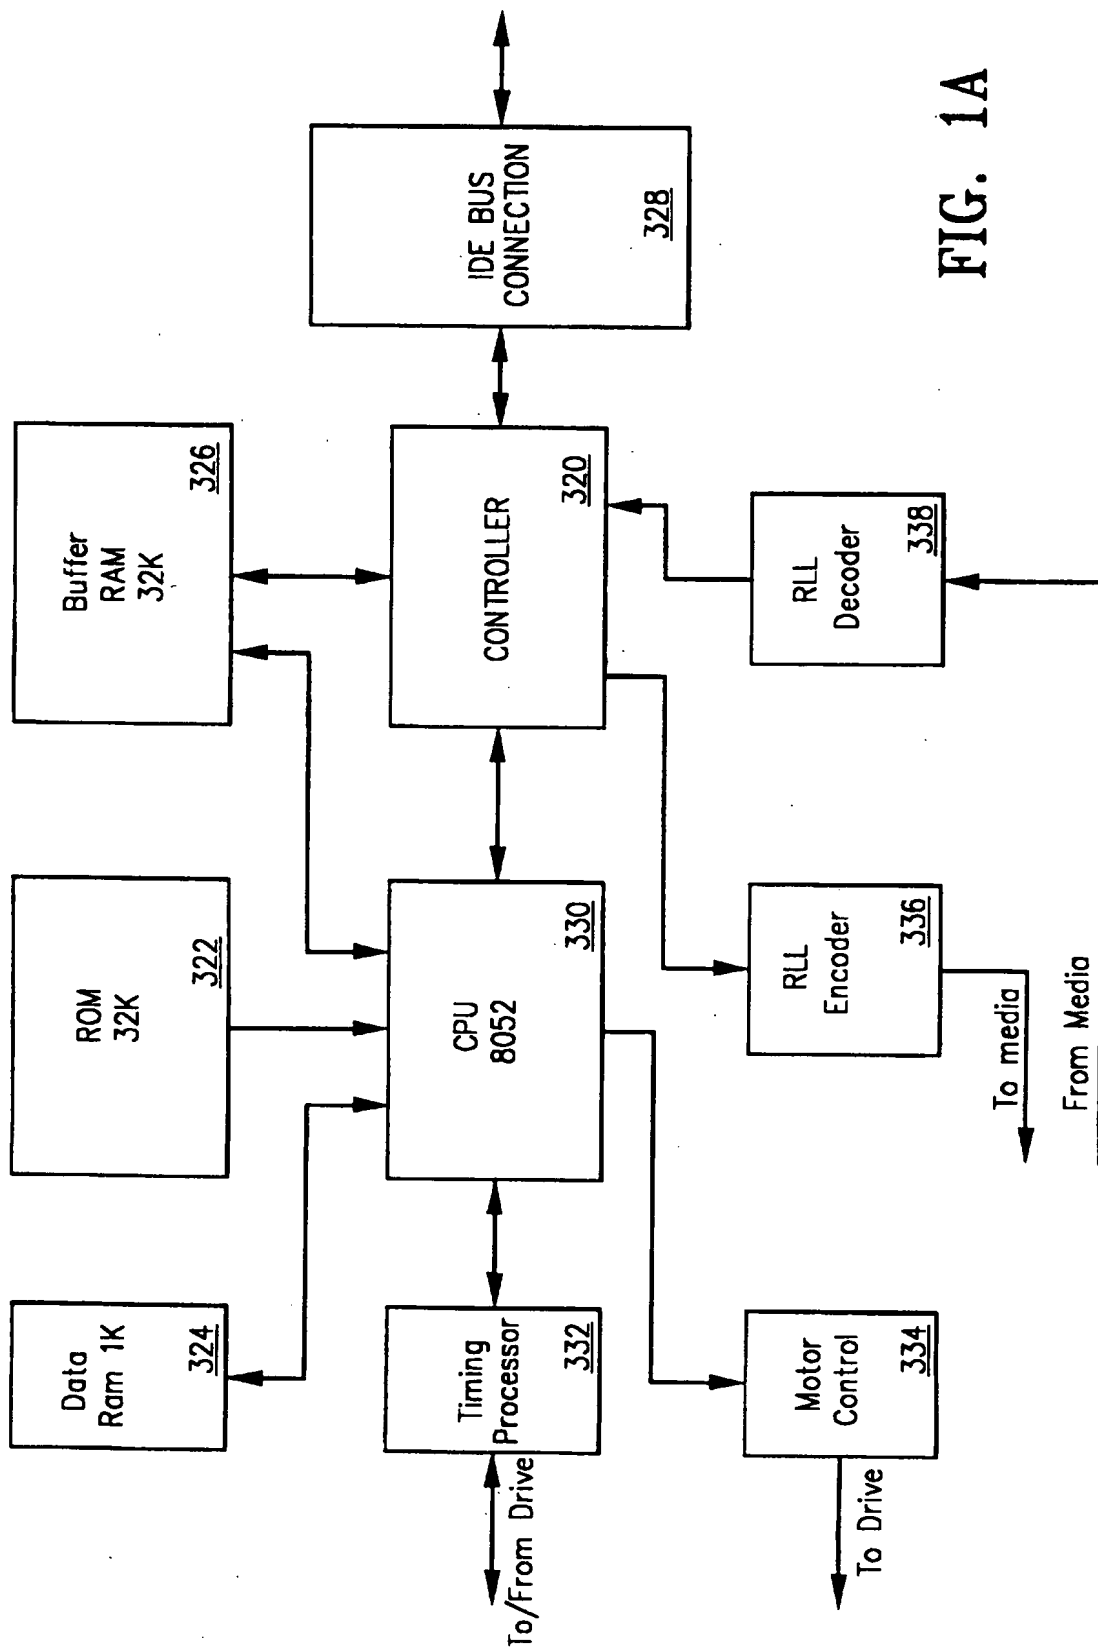 Data
Ram 1K
324
ROM
32K
322
Buffer
RAM
32K
326
To/From Drive
Timing
Processor
332
CPU
8052
330
CONTROLLER
320
IDE BUS
CONNECTION
328
To Drive
Motor
Control
334
To media
RLL
Encoder
336
RLL
Decoder
338
From Media
FIG. 1A